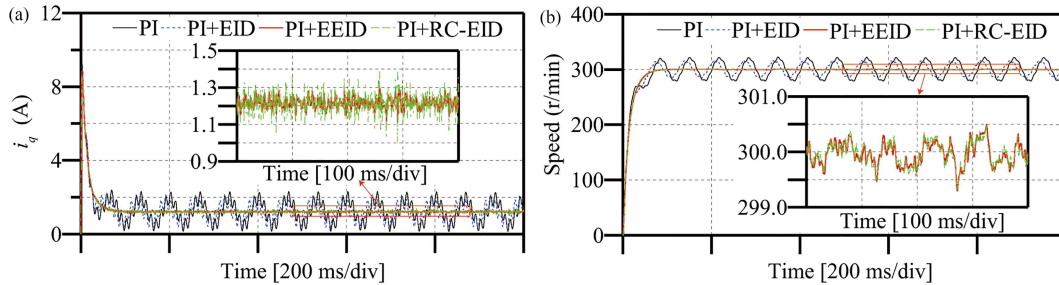 (a)
PI PI+EID PI+EEID PI+RC-EID
12
8
4
0
i_q (A)
1.5
1.3
1.1
0.9
Time [100 ms/div]
Time [200 ms/div]
(b)
PI PI+EID PI+EEID PI+RC-EID
400
300
200
100
0
Speed (r/min)
301.0
300.0
299.0
Time [100 ms/div]
Time [200 ms/div]